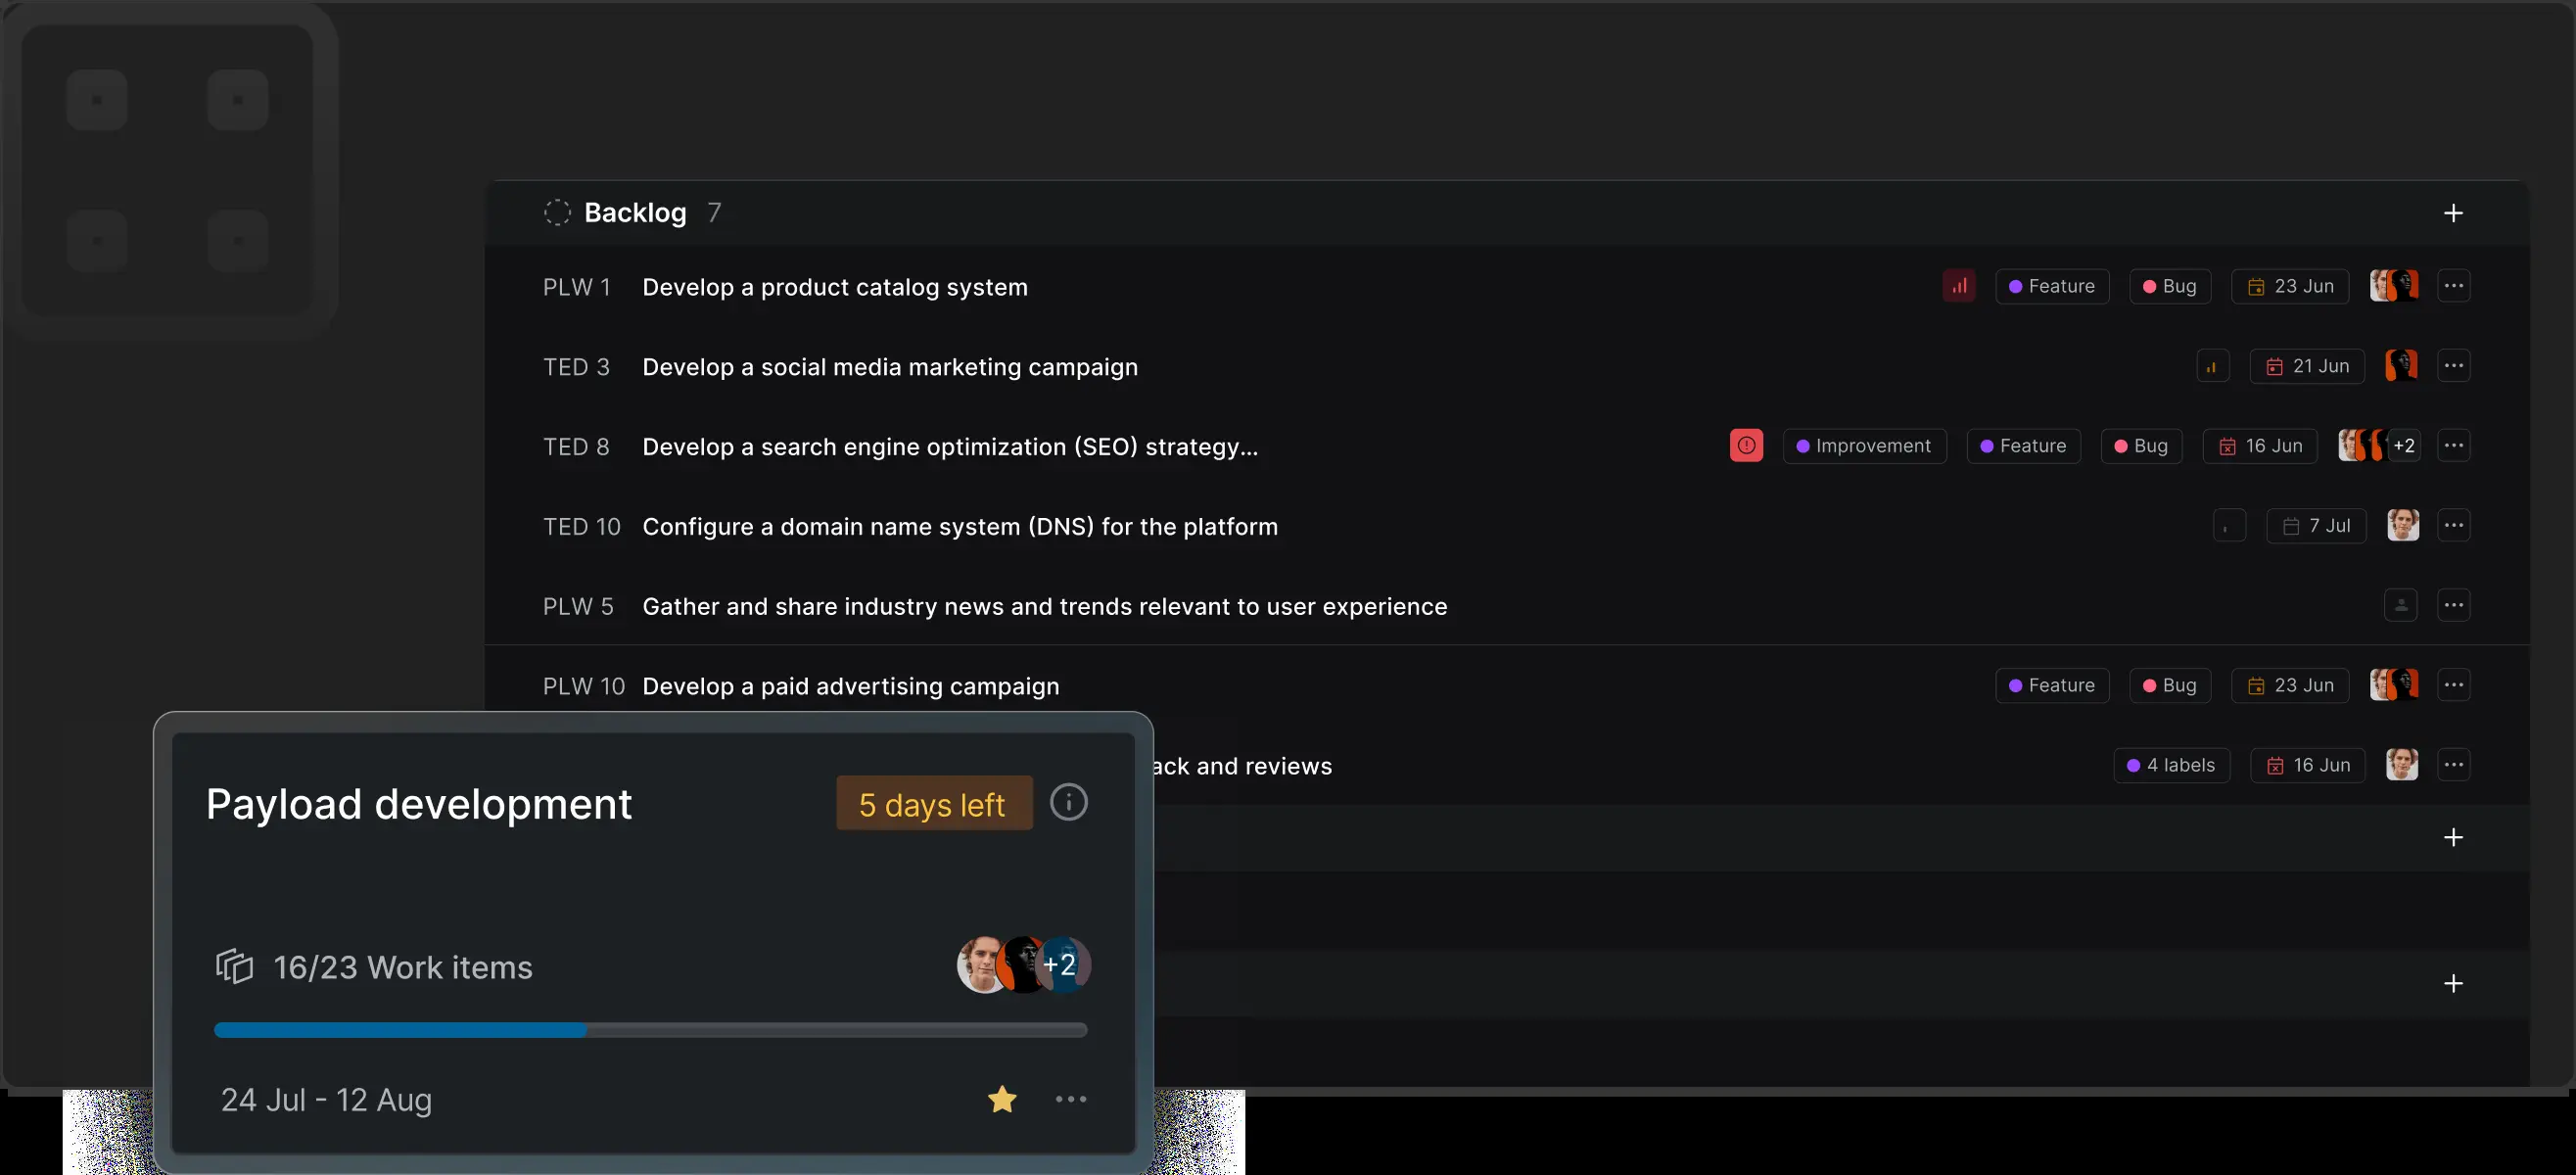 Backlog 7
PLW 1 Develop a product catalog system Feature Bug 23 Jun
TED 3 Develop a social media marketing campaign 21 Jun
TED 8 Develop a search engine optimization (SEO) strategy... Improvement Feature Bug 16 Jun +2
TED 10 Configure a domain name system (DNS) for the platform 7 Jul
PLW 5 Gather and share industry news and trends relevant to user experience
PLW 10 Develop a paid advertising campaign Feature Bug 23 Jun
and reviews 4 labels 16 Jun
Payload development 5 days left
16/23 Work items +2
24 Jul - 12 Aug